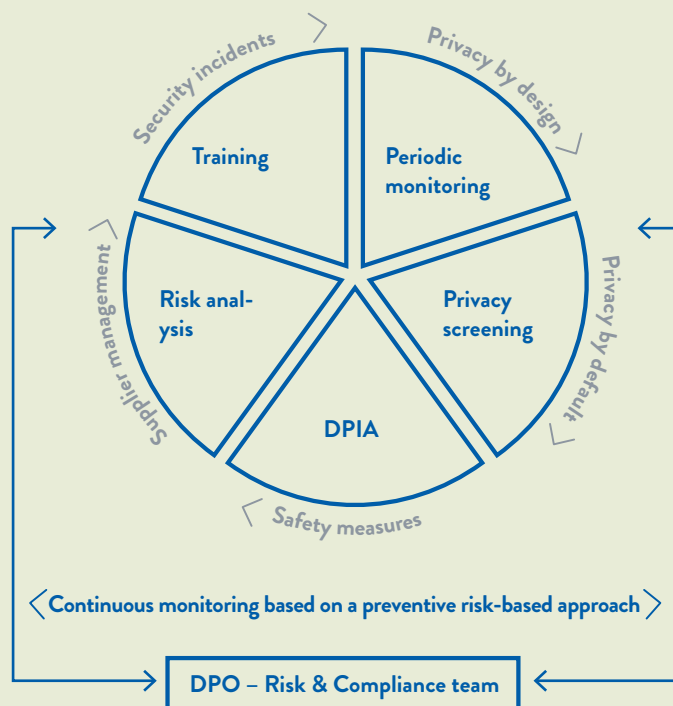 Security incidents
Privacy by design
Training
Periodic
monitoring
Supplier management
Risk anal-
ysis
Privacy
screening
Privacy by default
DPIA
Safety measures
Continuous monitoring based on a preventive risk-based approach
DPO – Risk & Compliance team